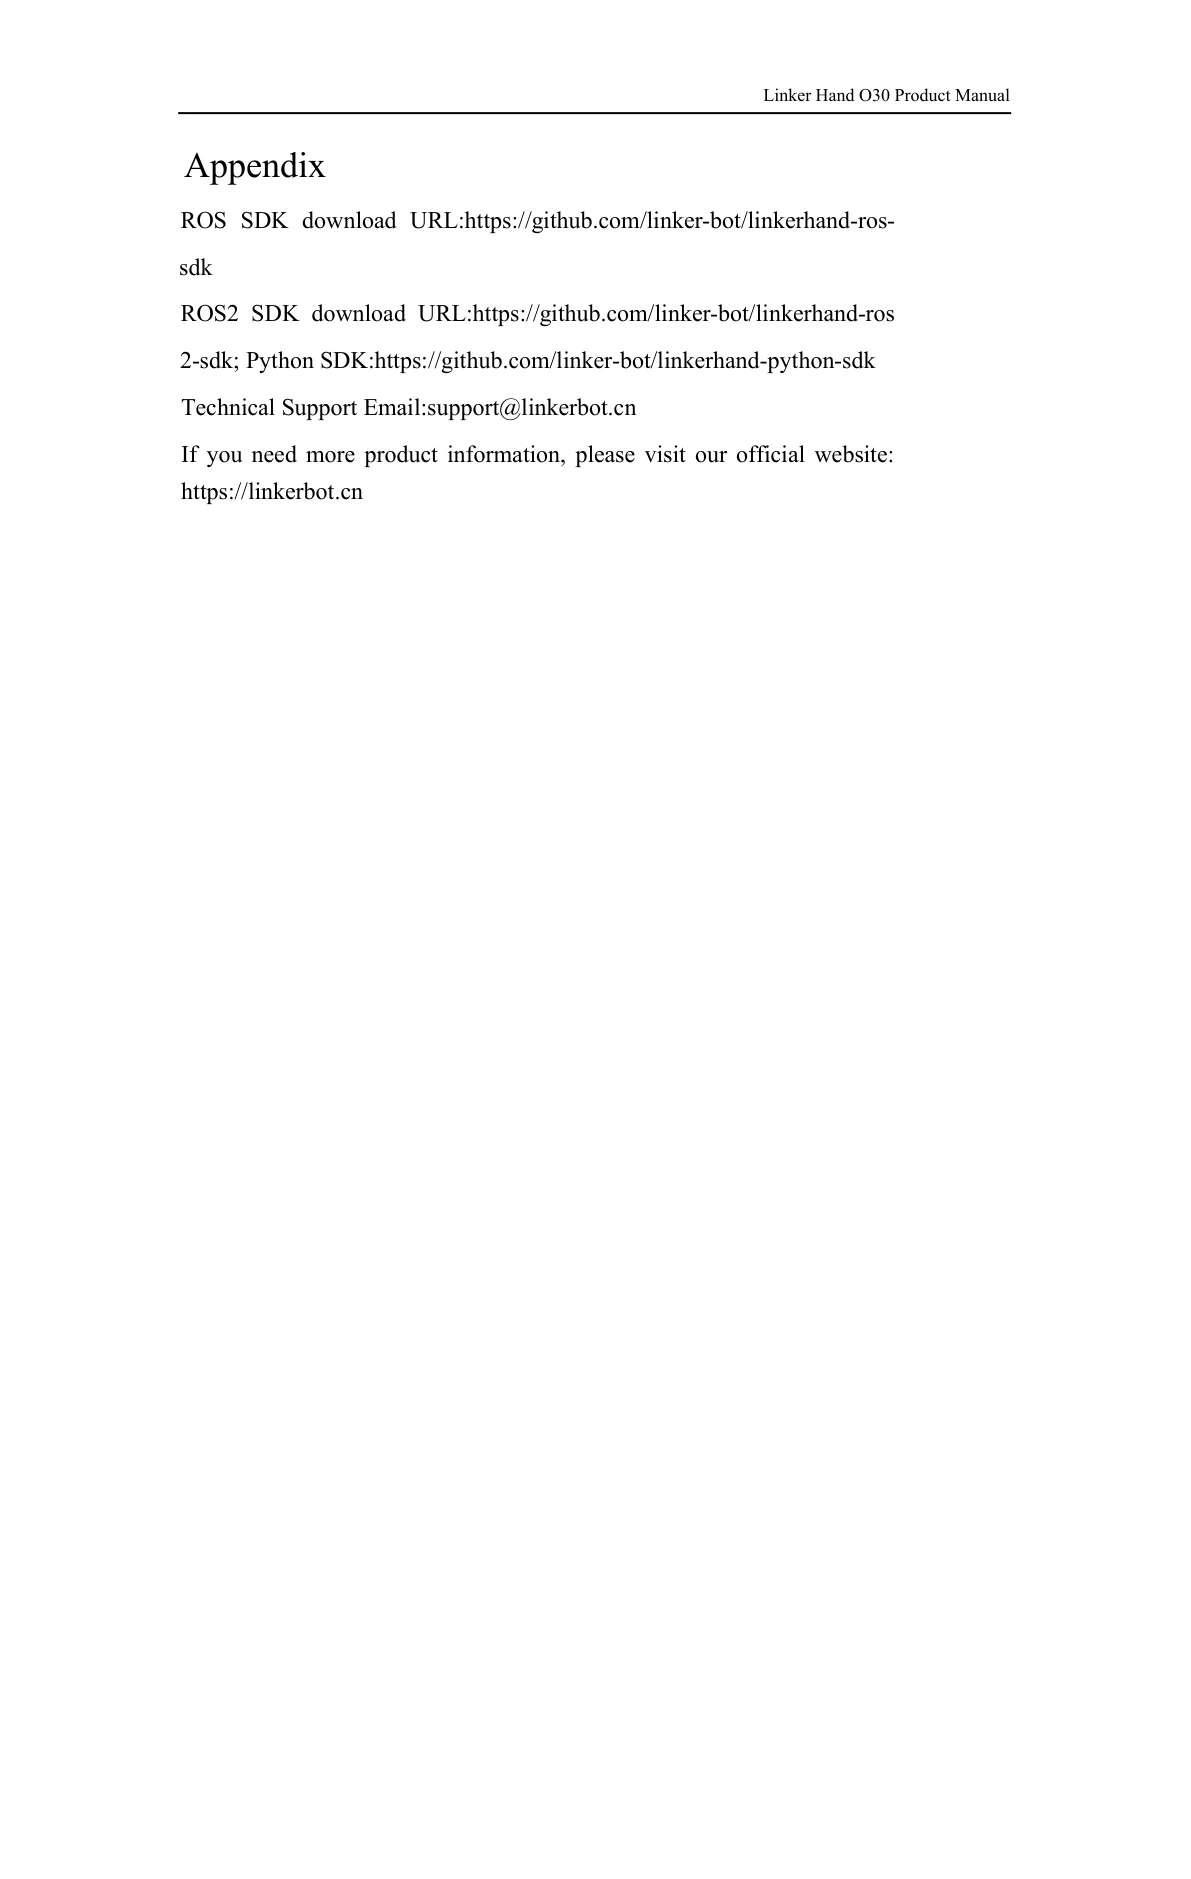 Linker Hand O30 Product Manual
Appendix
ROS SDK download URL:https://github.com/linker-bot/linkerhand-ros-
sdk
ROS2 SDK download URL:https://github.com/linker-bot/linkerhand-ros
2-sdk; Python SDK:https://github.com/linker-bot/linkerhand-python-sdk
Technical Support Email:support@linkerbot.cn
If you need more product information, please visit our official website:
https://linkerbot.cn